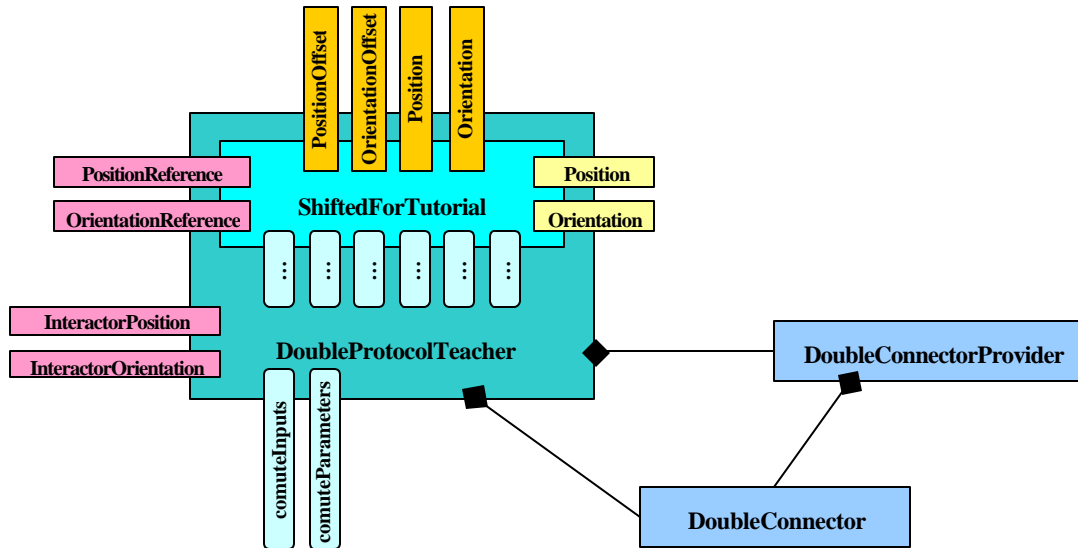 PositionOffset
OrientationOffset
Position
Orientation
PositionReference
Position
ShiftedForTutorial
OrientationReference
Orientation
...
...
...
...
...
...
InteractorPosition
DoubleProtocolTeacher
DoubleConnectorProvider
InteractorOrientation
comuteInputs
comuteParameters
DoubleConnector